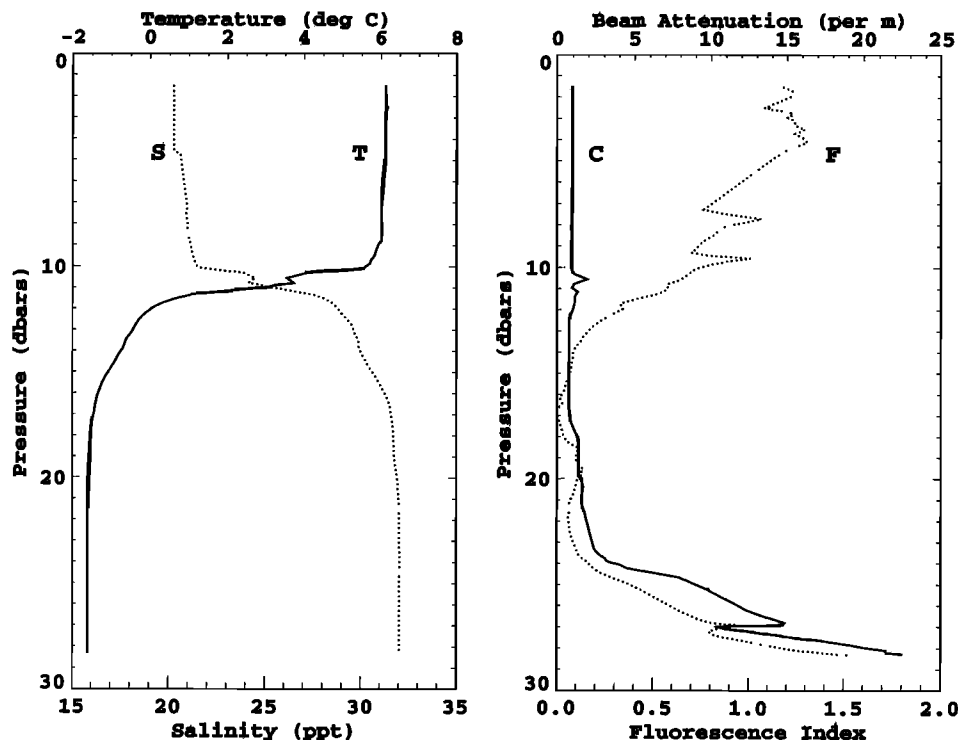 Temperature (deg C)
-2 0 2 4 6 8
0
10
20
30
Pressure (dbars)
S
T
15 20 25 30 35
Salinity (ppt)
Beam Attenuation (per m)
0 5 10 15 20 25
0
10
20
30
Pressure (dbars)
C
F
0.0 0.5 1.0 1.5 2.0
Fluorescence Index